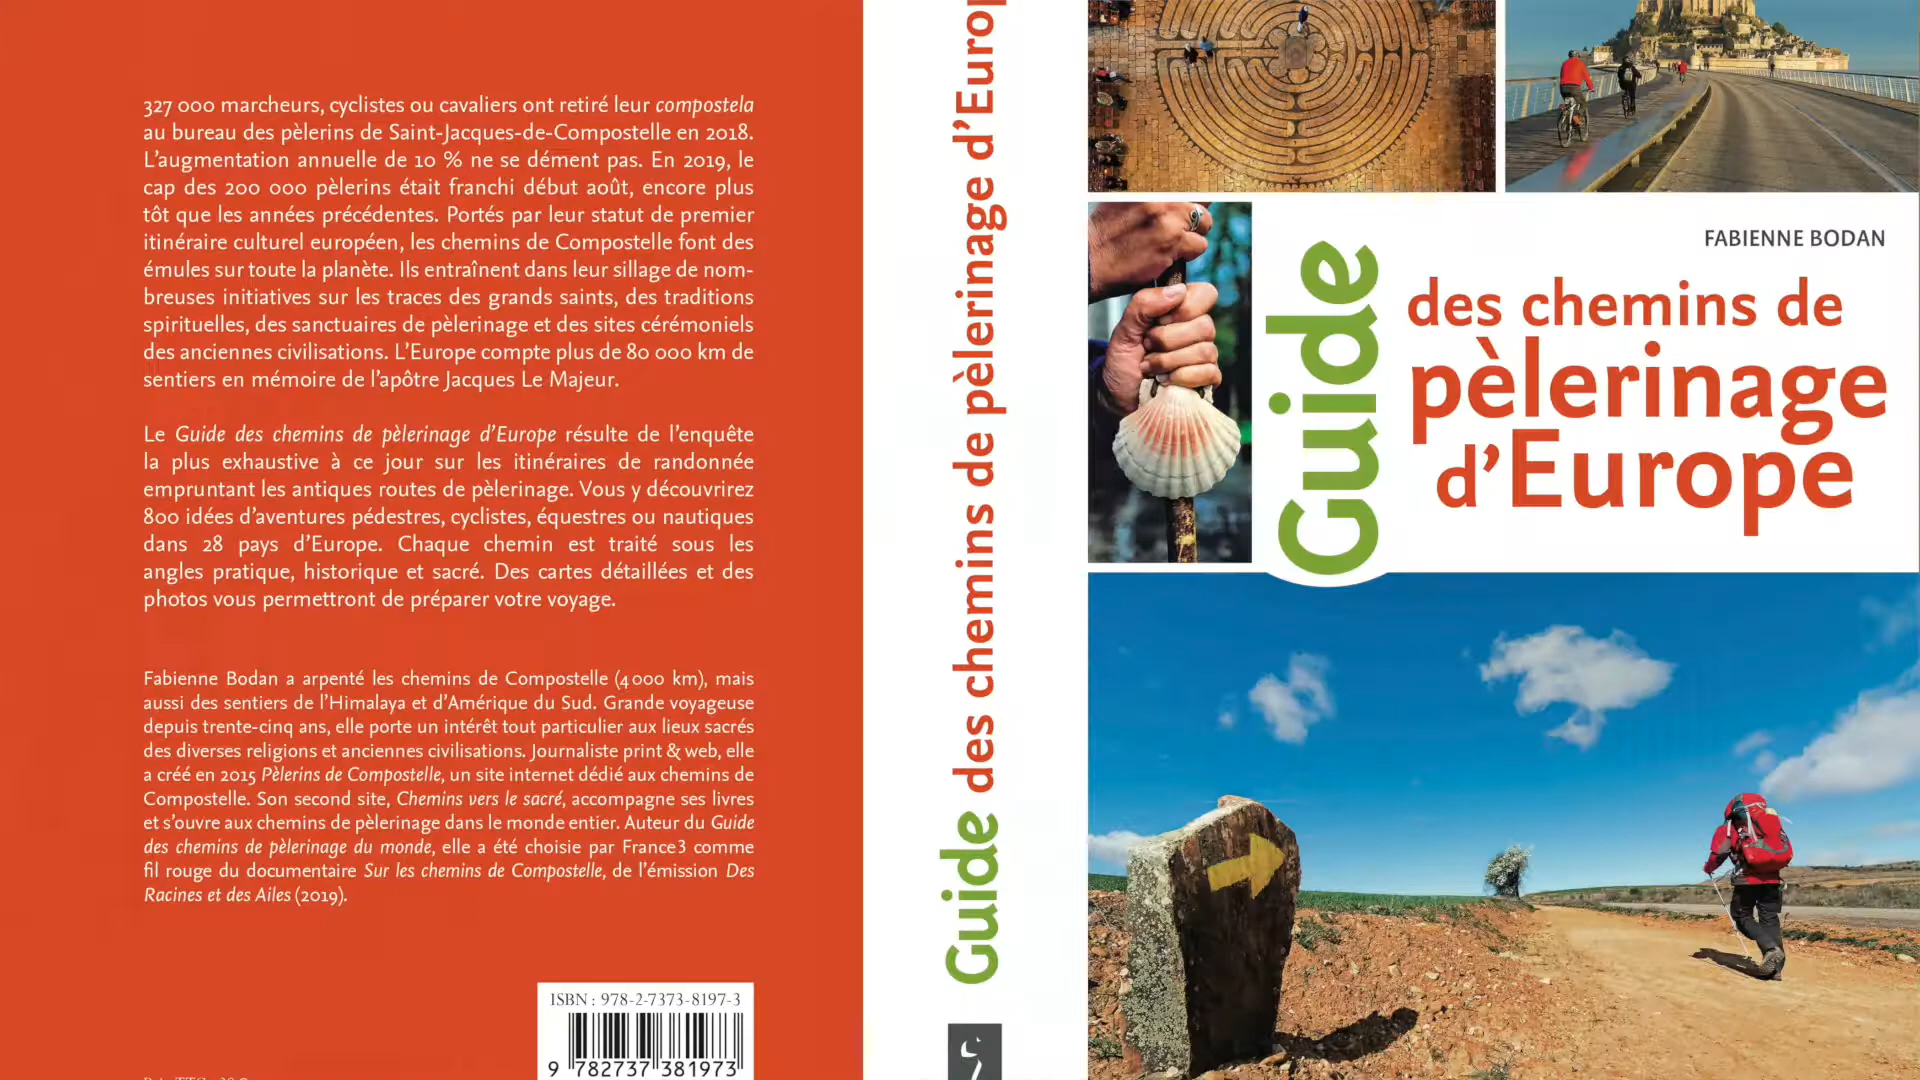 327 000 marcheurs, cyclistes ou cavaliers ont retiré leur compostela
au bureau des pèlerins de Saint-Jacques-de-Compostelle en 2018.
L’augmentation annuelle de 10 % ne se dément pas. En 2019, le
cap des 200 000 pèlerins était franchi début août, encore plus
tôt que les années précédentes. Portés par leur statut de premier
itinéraire culturel européen, les chemins de Compostelle font des
émules sur toute la planète. Ils entraînent dans leur sillage de nom-
breuses initiatives sur les traces des grands saints, des traditions
spirituelles, des sanctuaires de pèlerinage et des sites cérémoniels
des anciennes civilisations. L’Europe compte plus de 80 000 km de
sentiers en mémoire de l’apôtre Jacques Le Majeur.
Le Guide des chemins de pèlerinage d’Europe résulte de l’enquête
la plus exhaustive à ce jour sur les itinéraires de randonnée
empruntant les antiques routes de pèlerinage. Vous y découvrirez
800 idées d’aventures pédestres, cyclistes, équestres ou nautiques
dans 28 pays d’Europe. Chaque chemin est traité sous les
angles pratique, historique et sacré. Des cartes détaillées et des
photos vous permettront de préparer votre voyage.
Fabienne Bodan a arpenté les chemins de Compostelle (4 000 km), mais
aussi des sentiers de l’Himalaya et d’Amérique du Sud. Grande voyageuse
depuis trente-cinq ans, elle porte un intérêt tout particulier aux lieux sacrés
des diverses religions et anciennes civilisations. Journaliste print & web, elle
a créé en 2015 Pèlerins de Compostelle, un site internet dédié aux chemins de
Compostelle. Son second site, Chemins vers le sacré, accompagne ses livres
et s’ouvre aux chemins de pèlerinage dans le monde entier. Auteur du Guide
des chemins de pèlerinage du monde, elle a été choisie par France3 comme
fil rouge du documentaire Sur les chemins de Compostelle, de l’émission Des
Racines et des Ailes (2019).
ISBN : 978-2-7373-8197-3
9 782737 381973
Guide des chemins de pèlerinage d’Europ
FABIENNE BODAN
Guide
des chemins de
pèlerinage
d’Europe